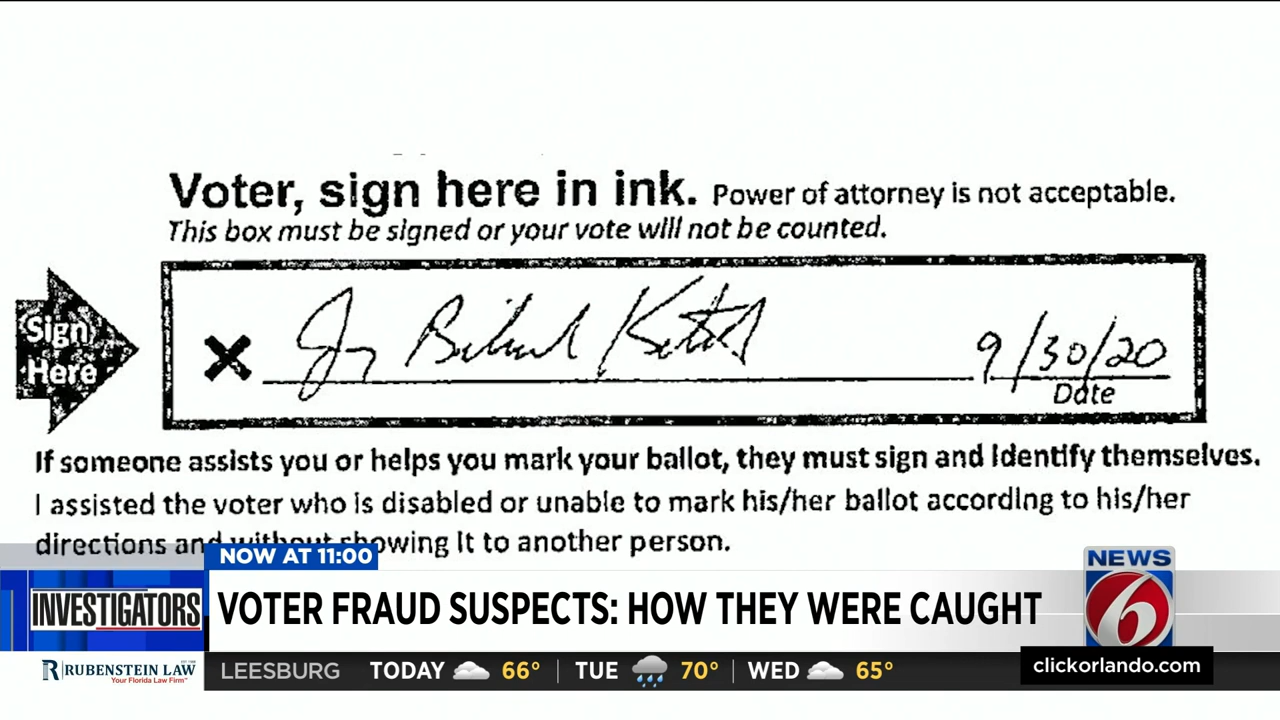 Voter, sign here in ink. Power of attorney is not acceptable.
This box must be signed or your vote will not be counted.
Sign
Here
X
9/30/20
Date
If someone assists you or helps you mark your ballot, they must sign and identify themselves.
I assisted the voter who is disabled or unable to mark his/her ballot according to his/her
directions and without showing it to another person.
NOW AT 11:00
INVESTIGATORS
VOTER FRAUD SUSPECTS: HOW THEY WERE CAUGHT
NEWS
6
RUBENSTEIN LAW
Your Florida Law Firm
LEESBURG TODAY 66° TUE 70° WED 65°
clickorlando.com